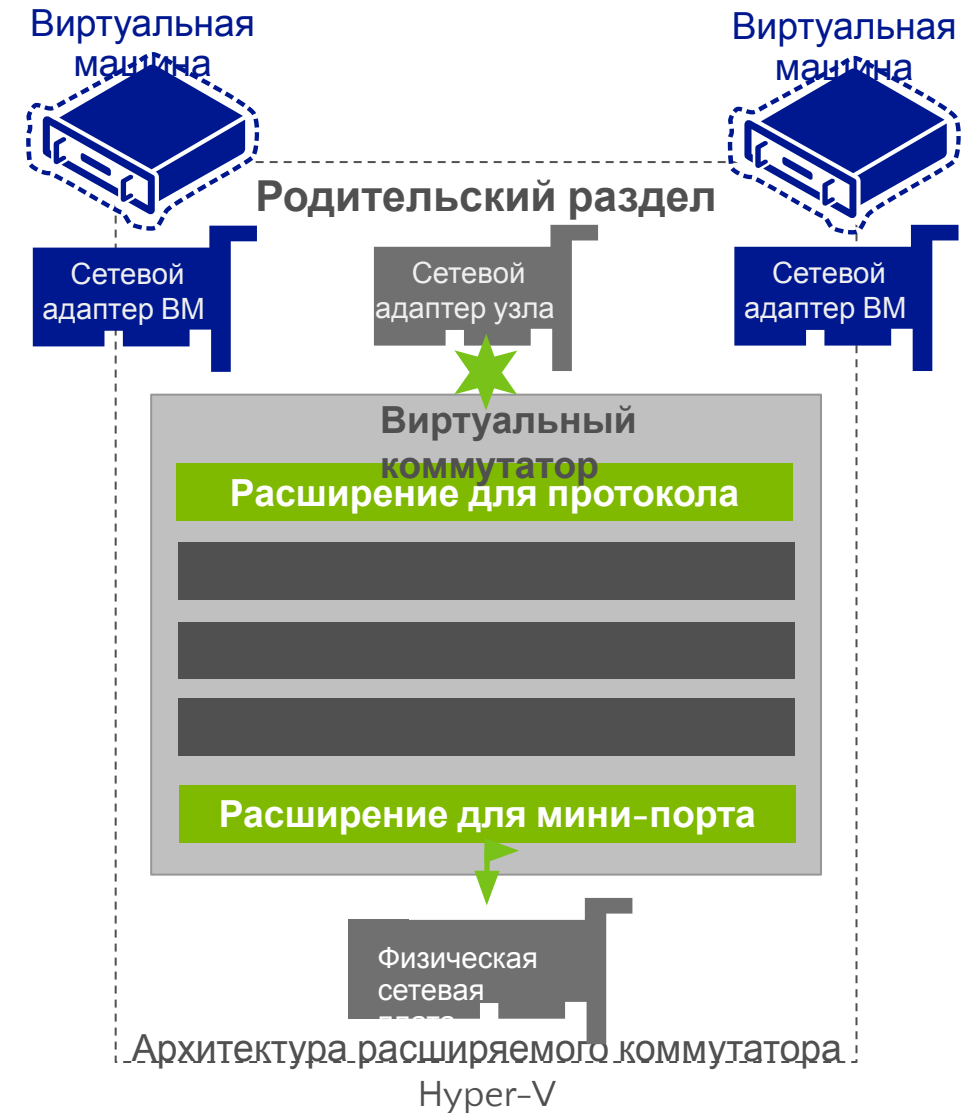 Виртуальная
машина
Виртуальная
машина
Родительский раздел
Сетевой
адаптер ВМ
Сетевой
адаптер узла
Сетевой
адаптер ВМ
Виртуальный
коммутатор
Расширение для протокола
Расширение для мини-порта
Физическая
сетевая
плата
Архитектура расширяемого коммутатора
Hyper-V